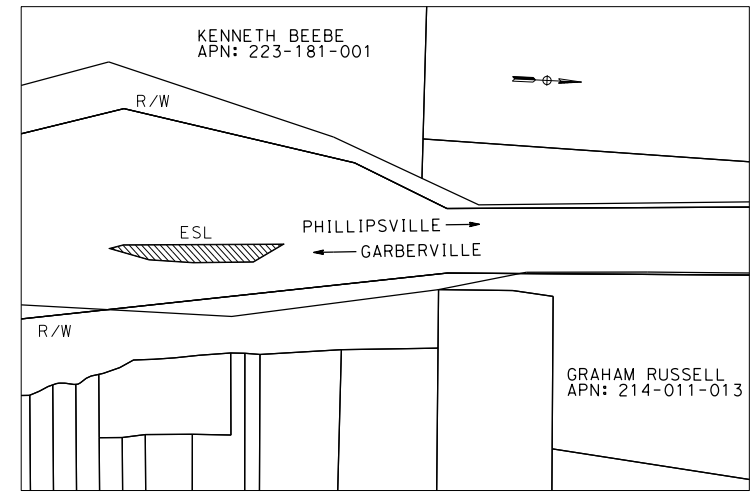 KENNETH BEEBE
APN: 223-181-001
R/W
ESL
PHILLIPSVILLE
GARBERVILLE
R/W
GRAHAM RUSSELL
APN: 214-011-013